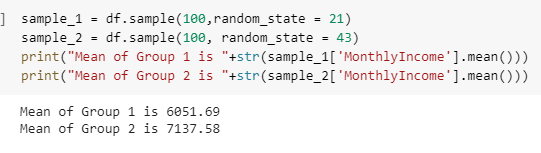 ] sample_1 = df.sample(100,random_state = 21)
sample_2 = df.sample(100, random_state = 43)
print("Mean of Group 1 is "+str(sample_1['MonthlyIncome'].mean()))
print("Mean of Group 2 is "+str(sample_2['MonthlyIncome'].mean()))
Mean of Group 1 is 6051.69
Mean of Group 2 is 7137.58